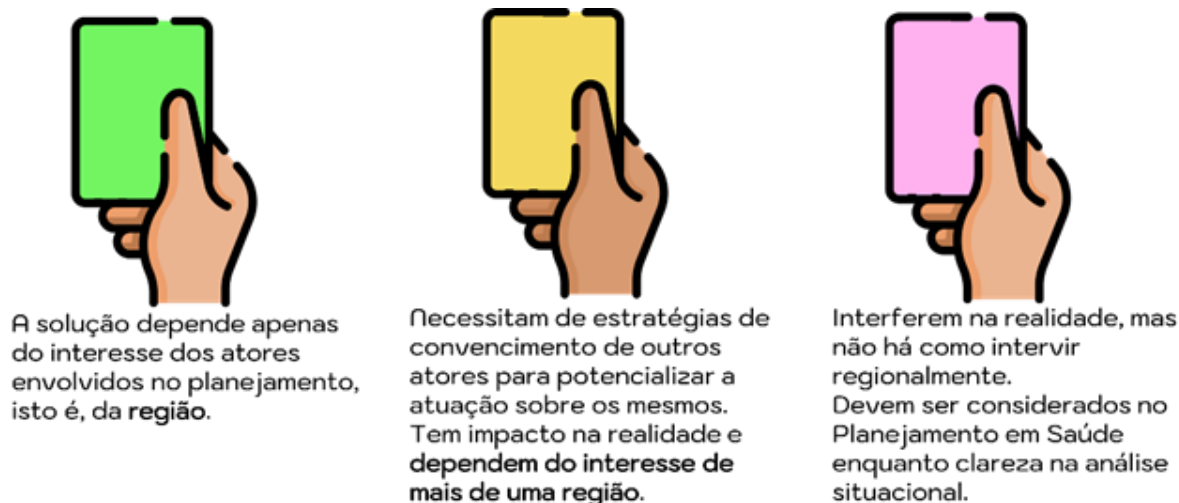 A solução depende apenas
do interesse dos atores
envolvidos no planejamento,
isto é, da região.
Necessitam de estratégias de
convencimento de outros
atores para potencializar a
atuação sobre os mesmos.
Tem impacto na realidade e
dependem do interesse de
mais de uma região.
Interferem na realidade, mas
não há como intervir
regionalmente.
Devem ser considerados no
Planejamento em Saúde
enquanto clareza na análise
situacional.